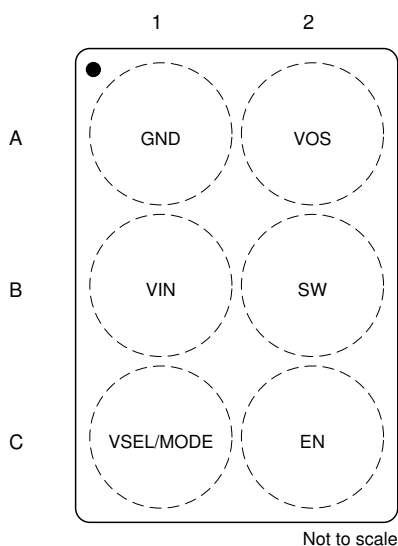 1 2
A GND VOS
B VIN SW
C VSEL/MODE EN
Not to scale